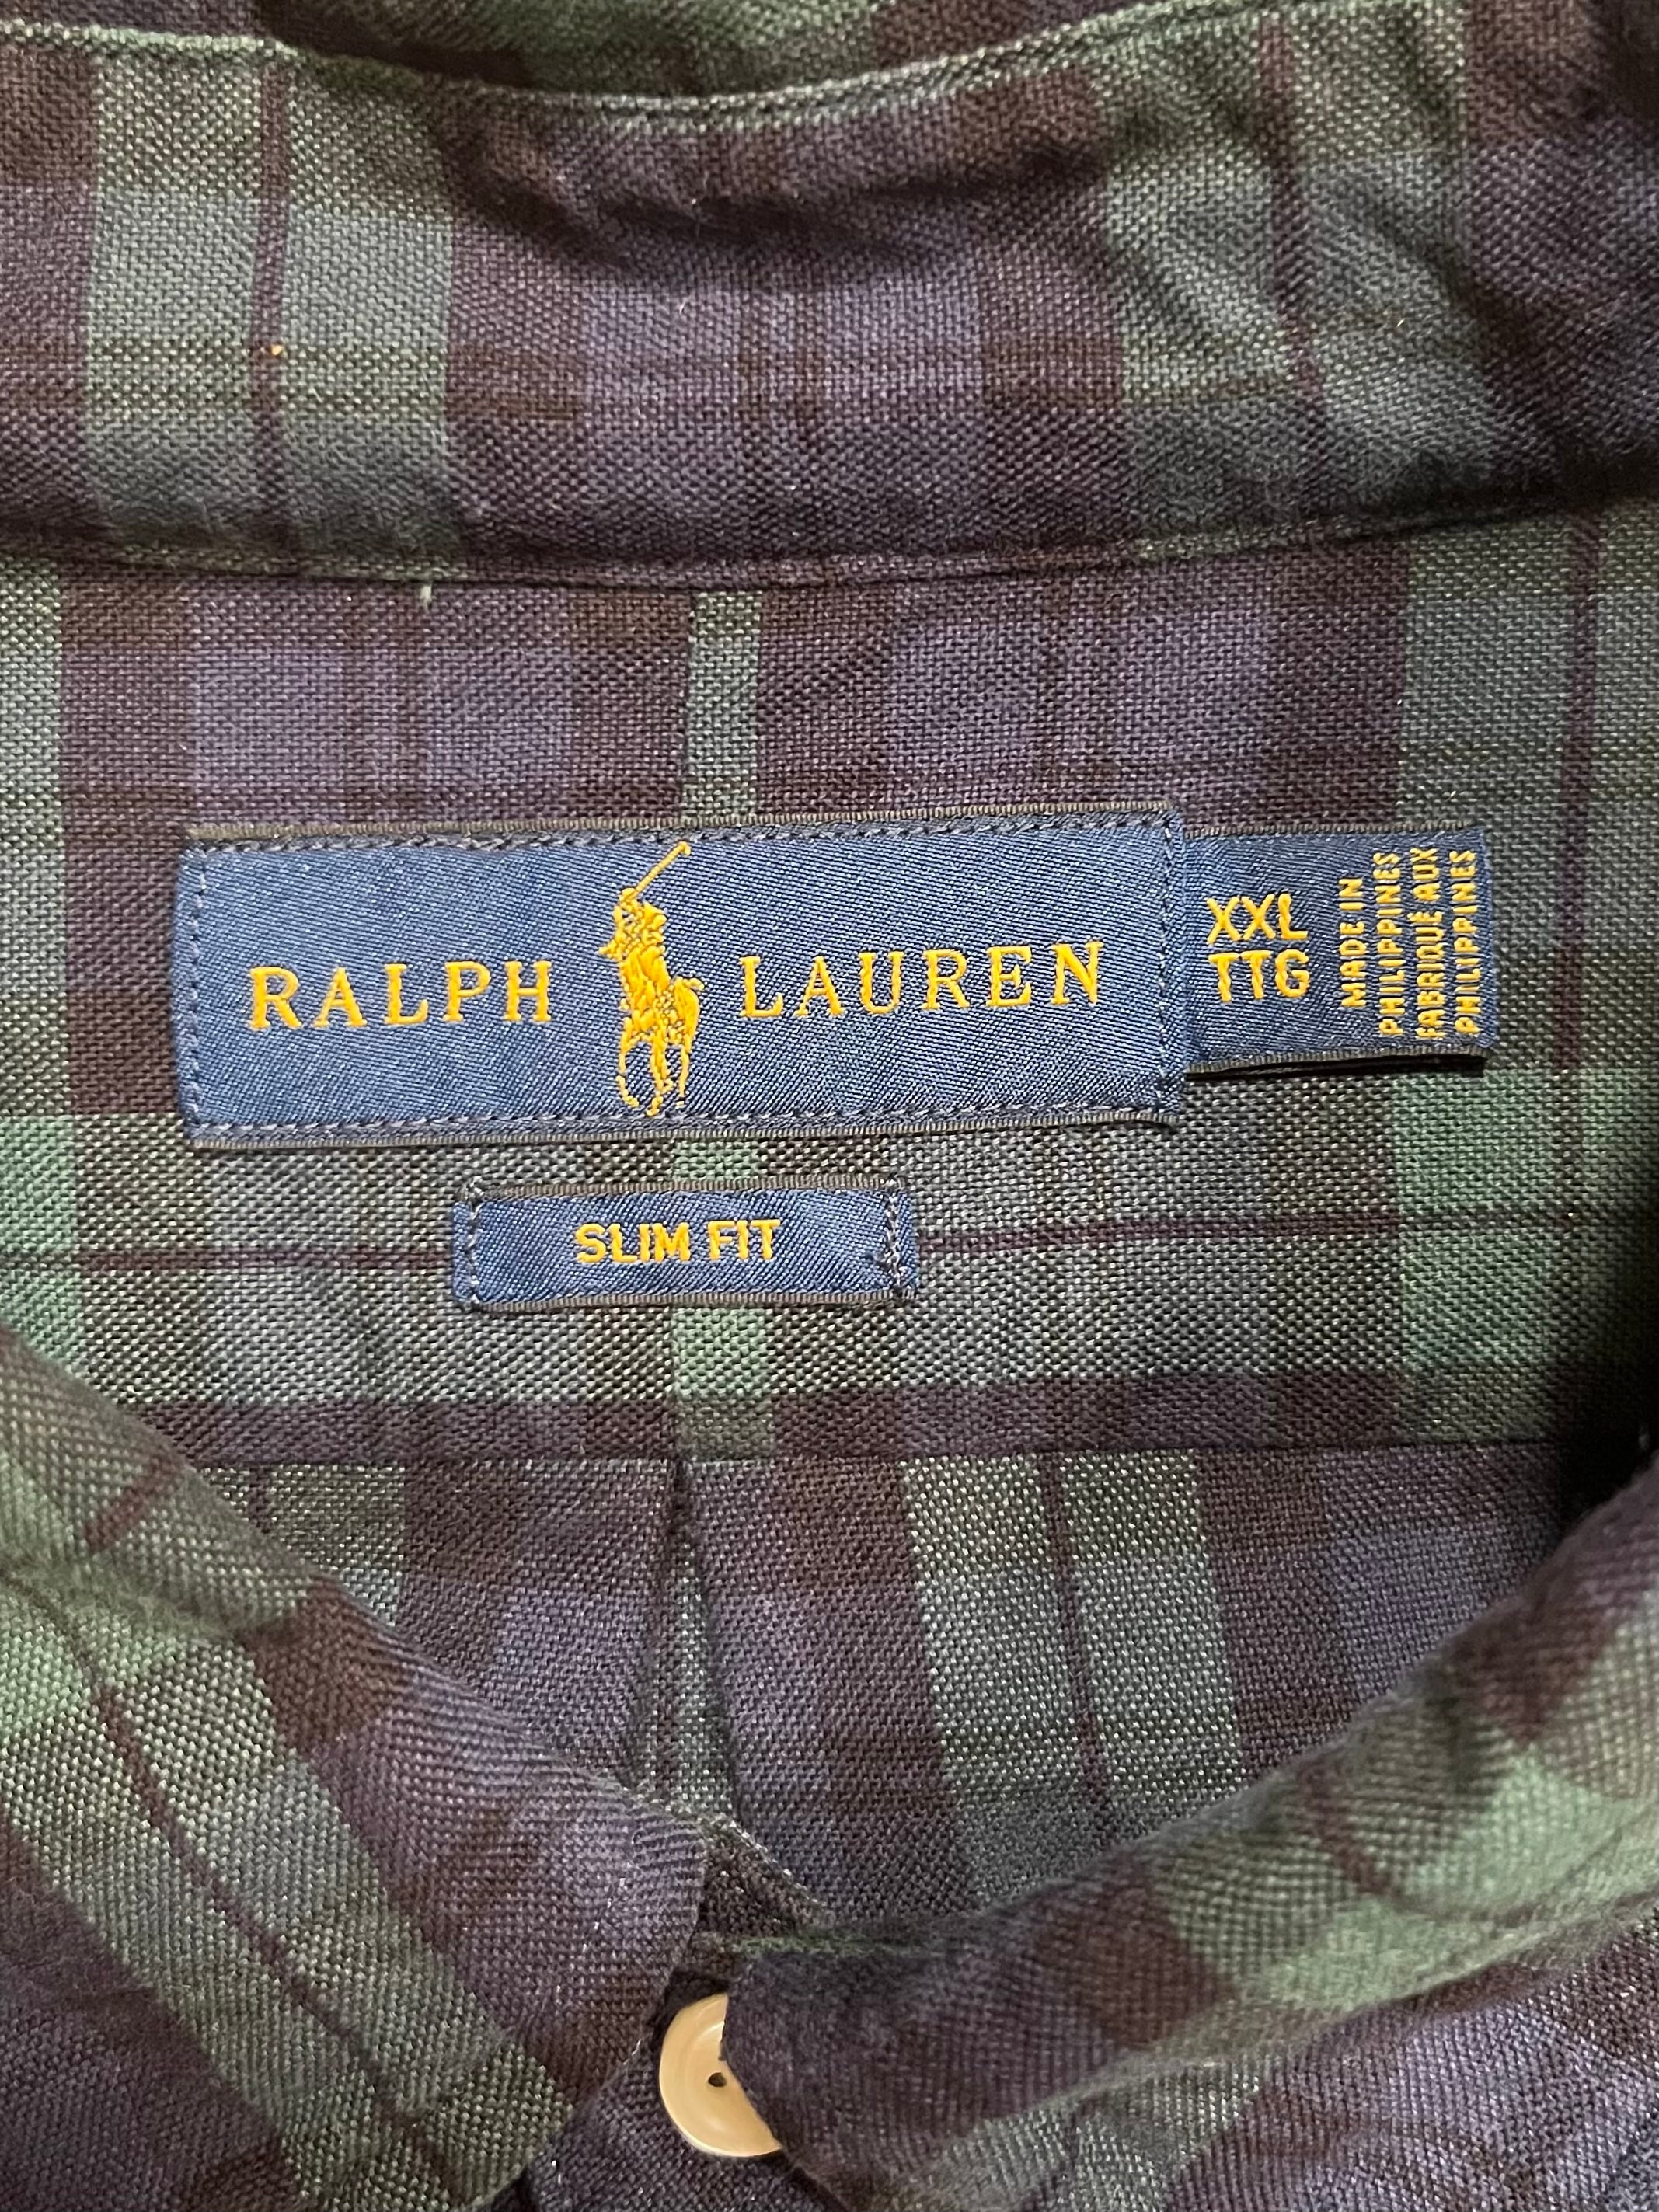 RALPH LAUREN
XXL
TTG
MADE IN
PHILIPPINES
FABRIQUÉ AUX
PHILIPPINES
SLIM FIT